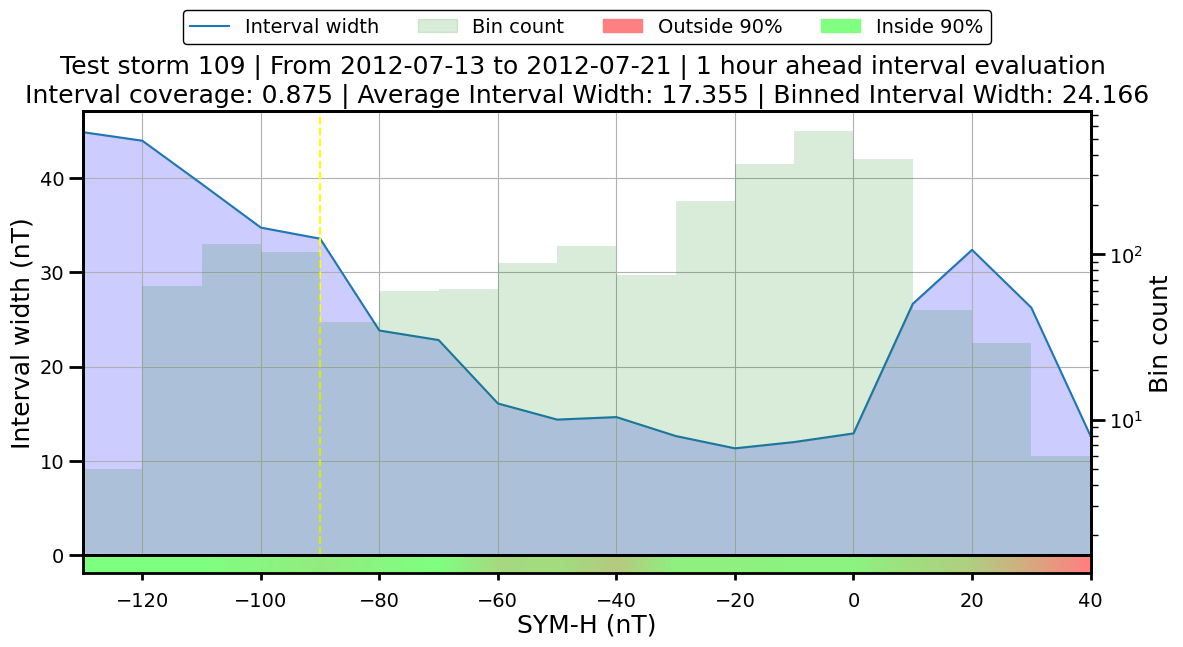 Interval width Bin count Outside 90% Inside 90%
Test storm 109 | From 2012-07-13 to 2012-07-21 | 1 hour ahead interval evaluation
Interval coverage: 0.875 | Average Interval Width: 17.355 | Binned Interval Width: 24.166
Interval width (nT)
40
30
20
10
0
10²
10¹
Bin count
−120 −100 −80 −60 −40 −20 0 20 40
SYM-H (nT)